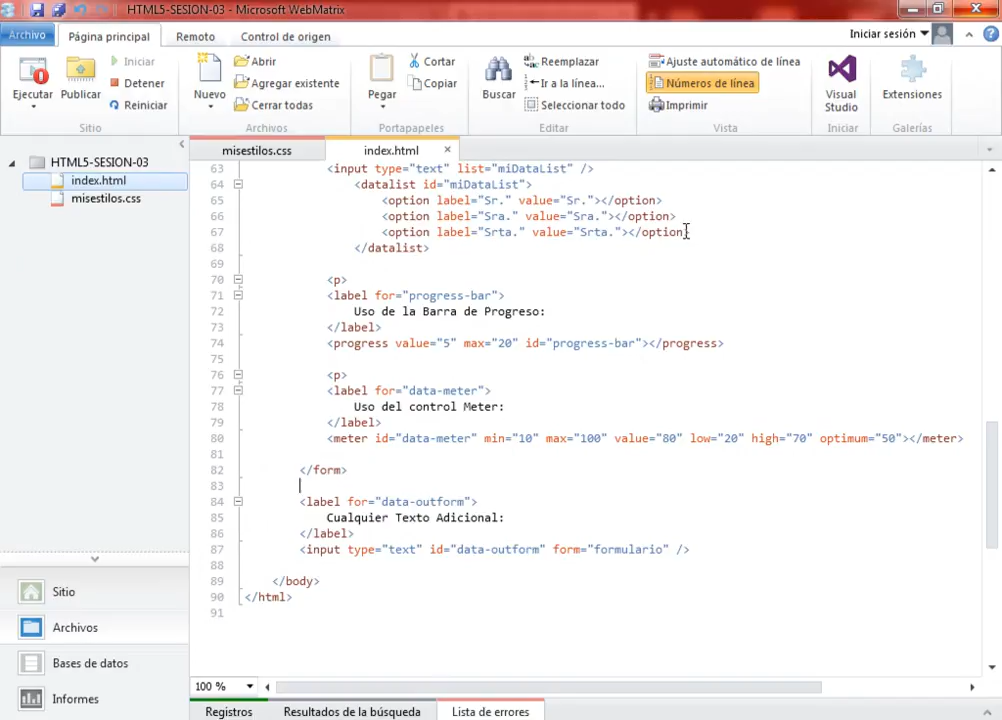 HTML5-SESION-03 - Microsoft WebMatrix
Archivo
Página principal
Remoto
Control de origen
Iniciar sesión
Ejecutar
Publicar
Iniciar
Detener
Reiniciar
Sitio
Nuevo
Abrir
Agregar existente
Cerrar todas
Archivos
Pegar
Cortar
Copiar
Portapapeles
Buscar
Reemplazar
Ir a la línea...
Seleccionar todo
Editar
Ajuste automático de línea
Números de línea
Imprimir
Vista
Visual
Studio
Iniciar
Extensiones
Galerías
HTML5-SESION-03
index.html
misestilos.css
misestilos.css
index.html
63 <input type="text" list="miDataList" />
64 <datalist id="miDataList">
65 <option label="Sr." value="Sr."></option>
66 <option label="Sra." value="Sra."></option>
67 <option label="Srta." value="Srta."></option>
68 </datalist>
69
70 <p>
71 <label for="progress-bar">
72 Uso de la Barra de Progreso:
73 </label>
74 <progress value="5" max="20" id="progress-bar"></progress>
75
76 <p>
77 <label for="data-meter">
78 Uso del control Meter:
79 </label>
80 <meter id="data-meter" min="10" max="100" value="80" low="20" high="70" optimum="50"></meter>
81
82 </form>
83
84 <label for="data-outform">
85 Cualquier Texto Adicional:
86 </label>
87 <input type="text" id="data-outform" form="formulario" />
88
89 </body>
90 </html>
91
Sitio
Archivos
Bases de datos
Informes
100 %
Registros
Resultados de la búsqueda
Lista de errores